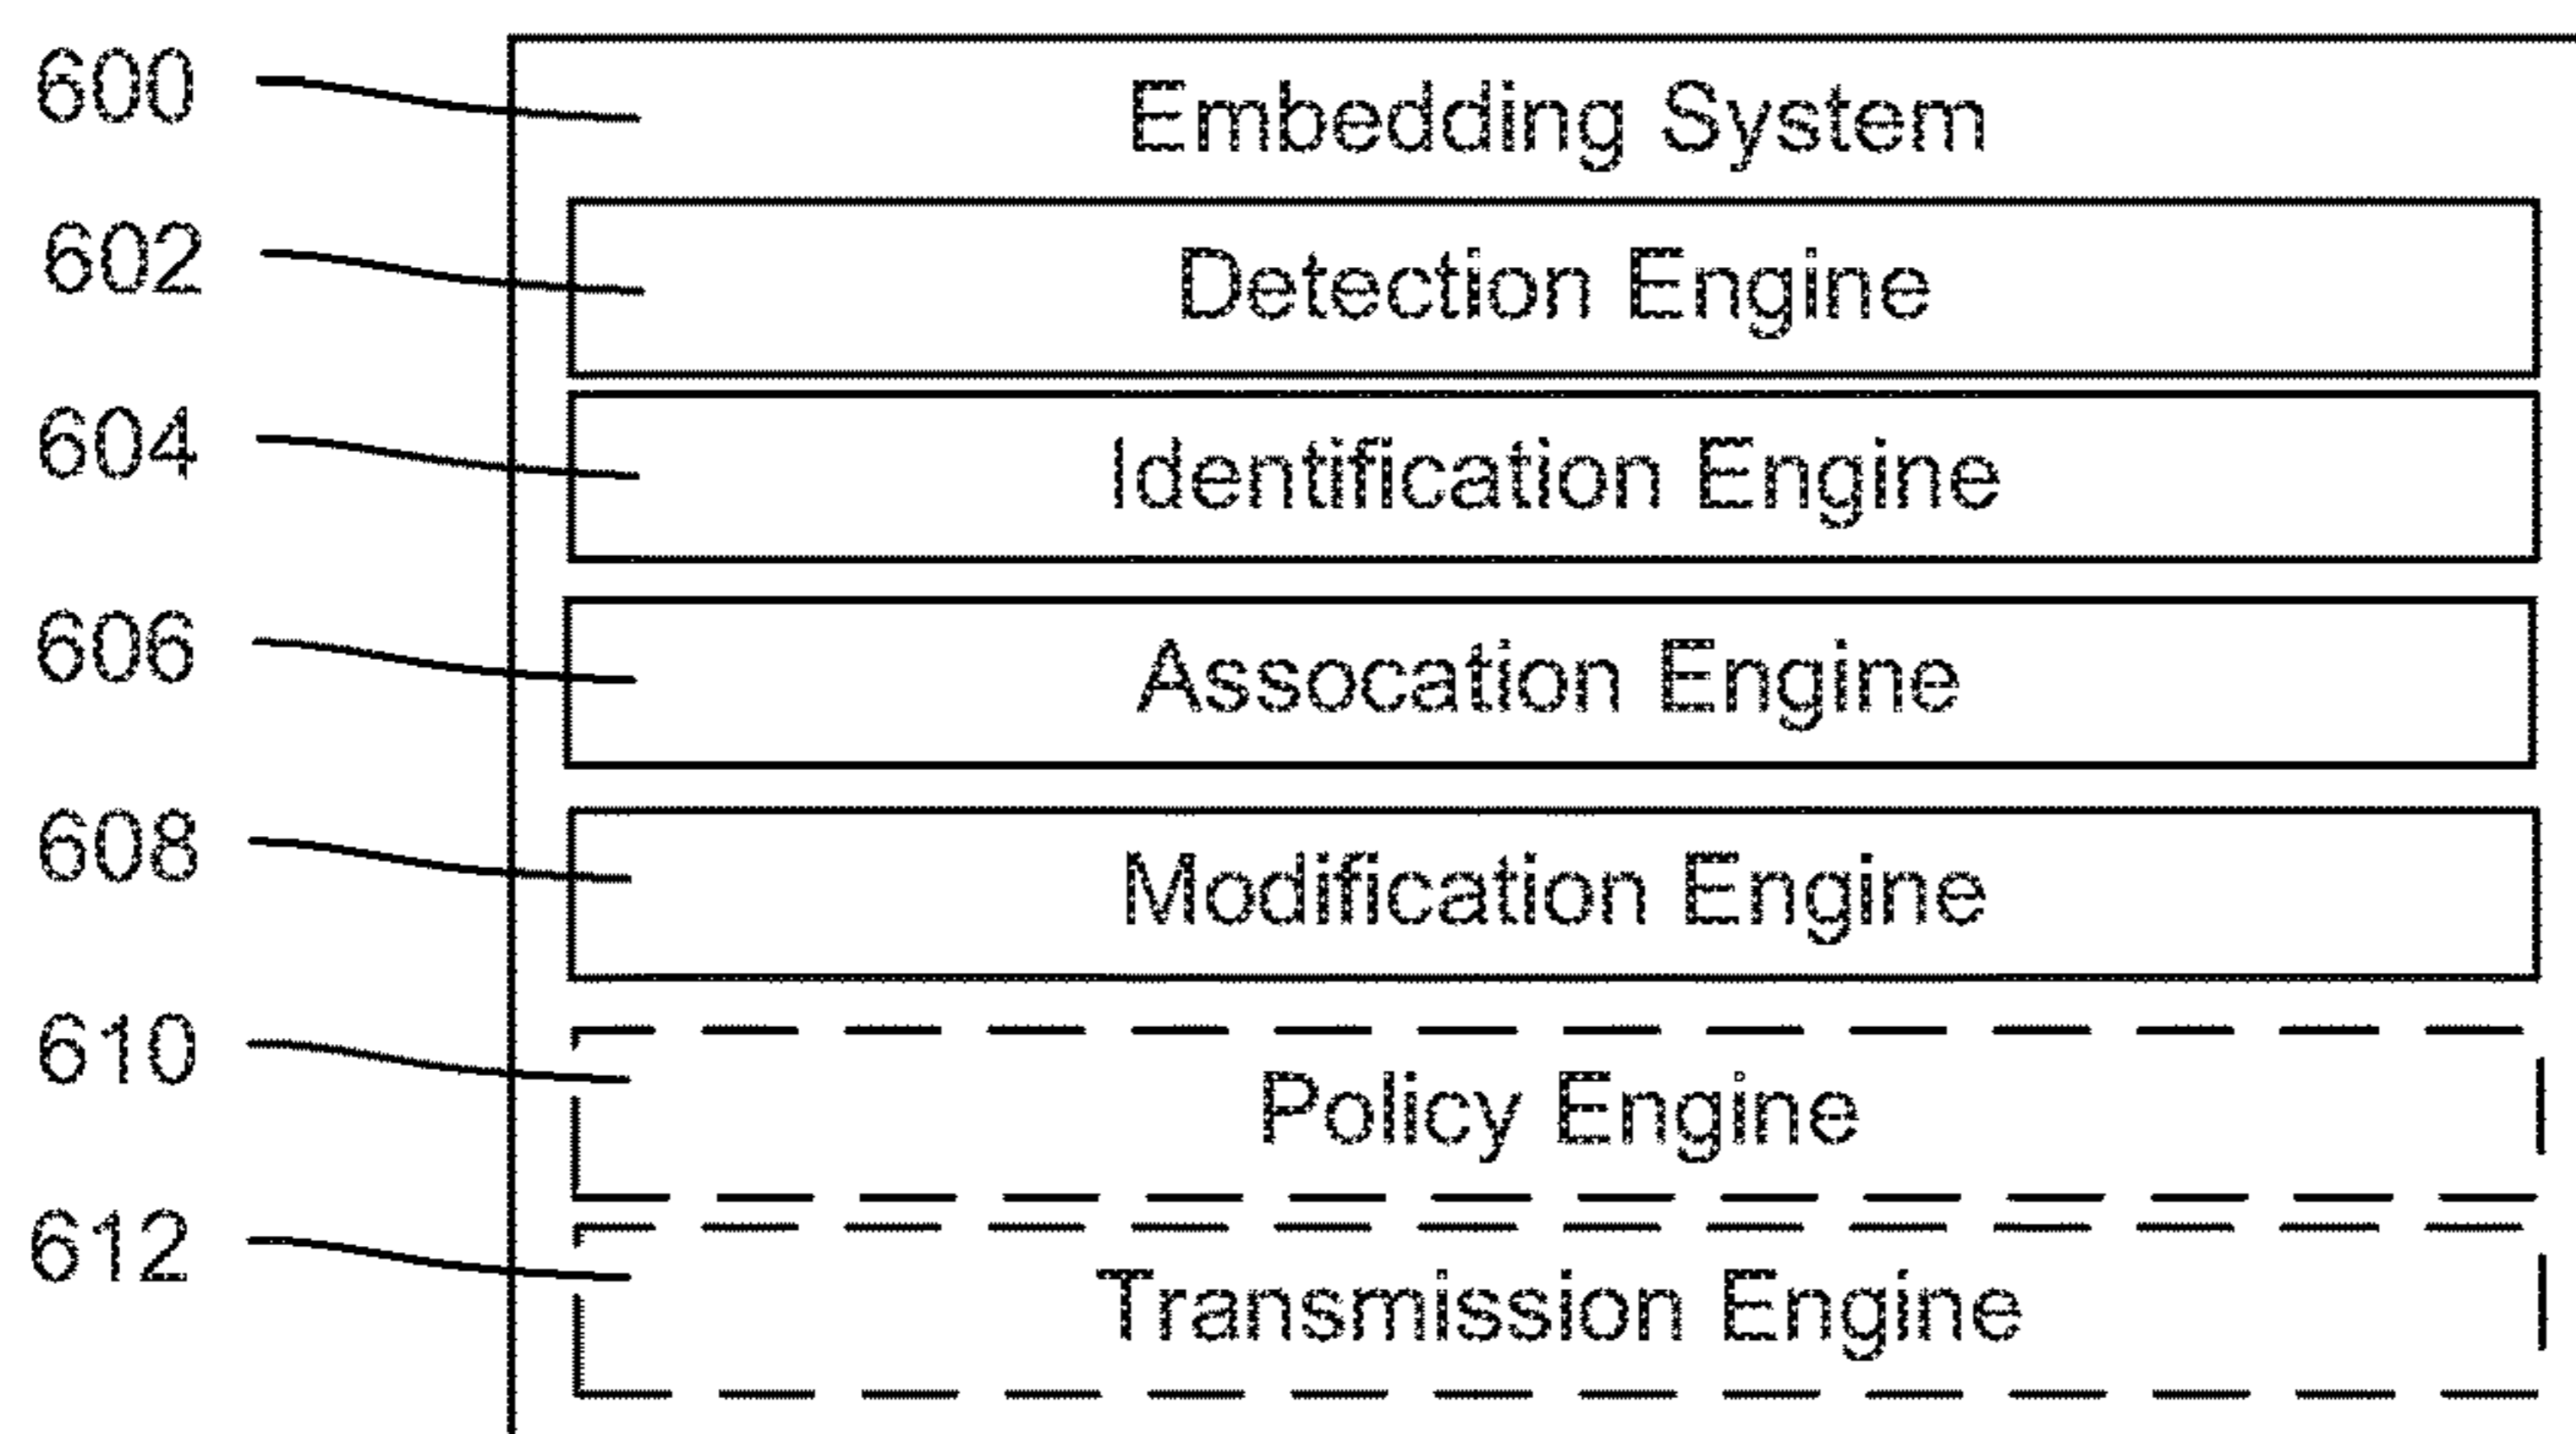 600 Embedding System
602 Detection Engine
604 Identification Engine
606 Assocation Engine
608 Modification Engine
610 Policy Engine
612 Transmission Engine